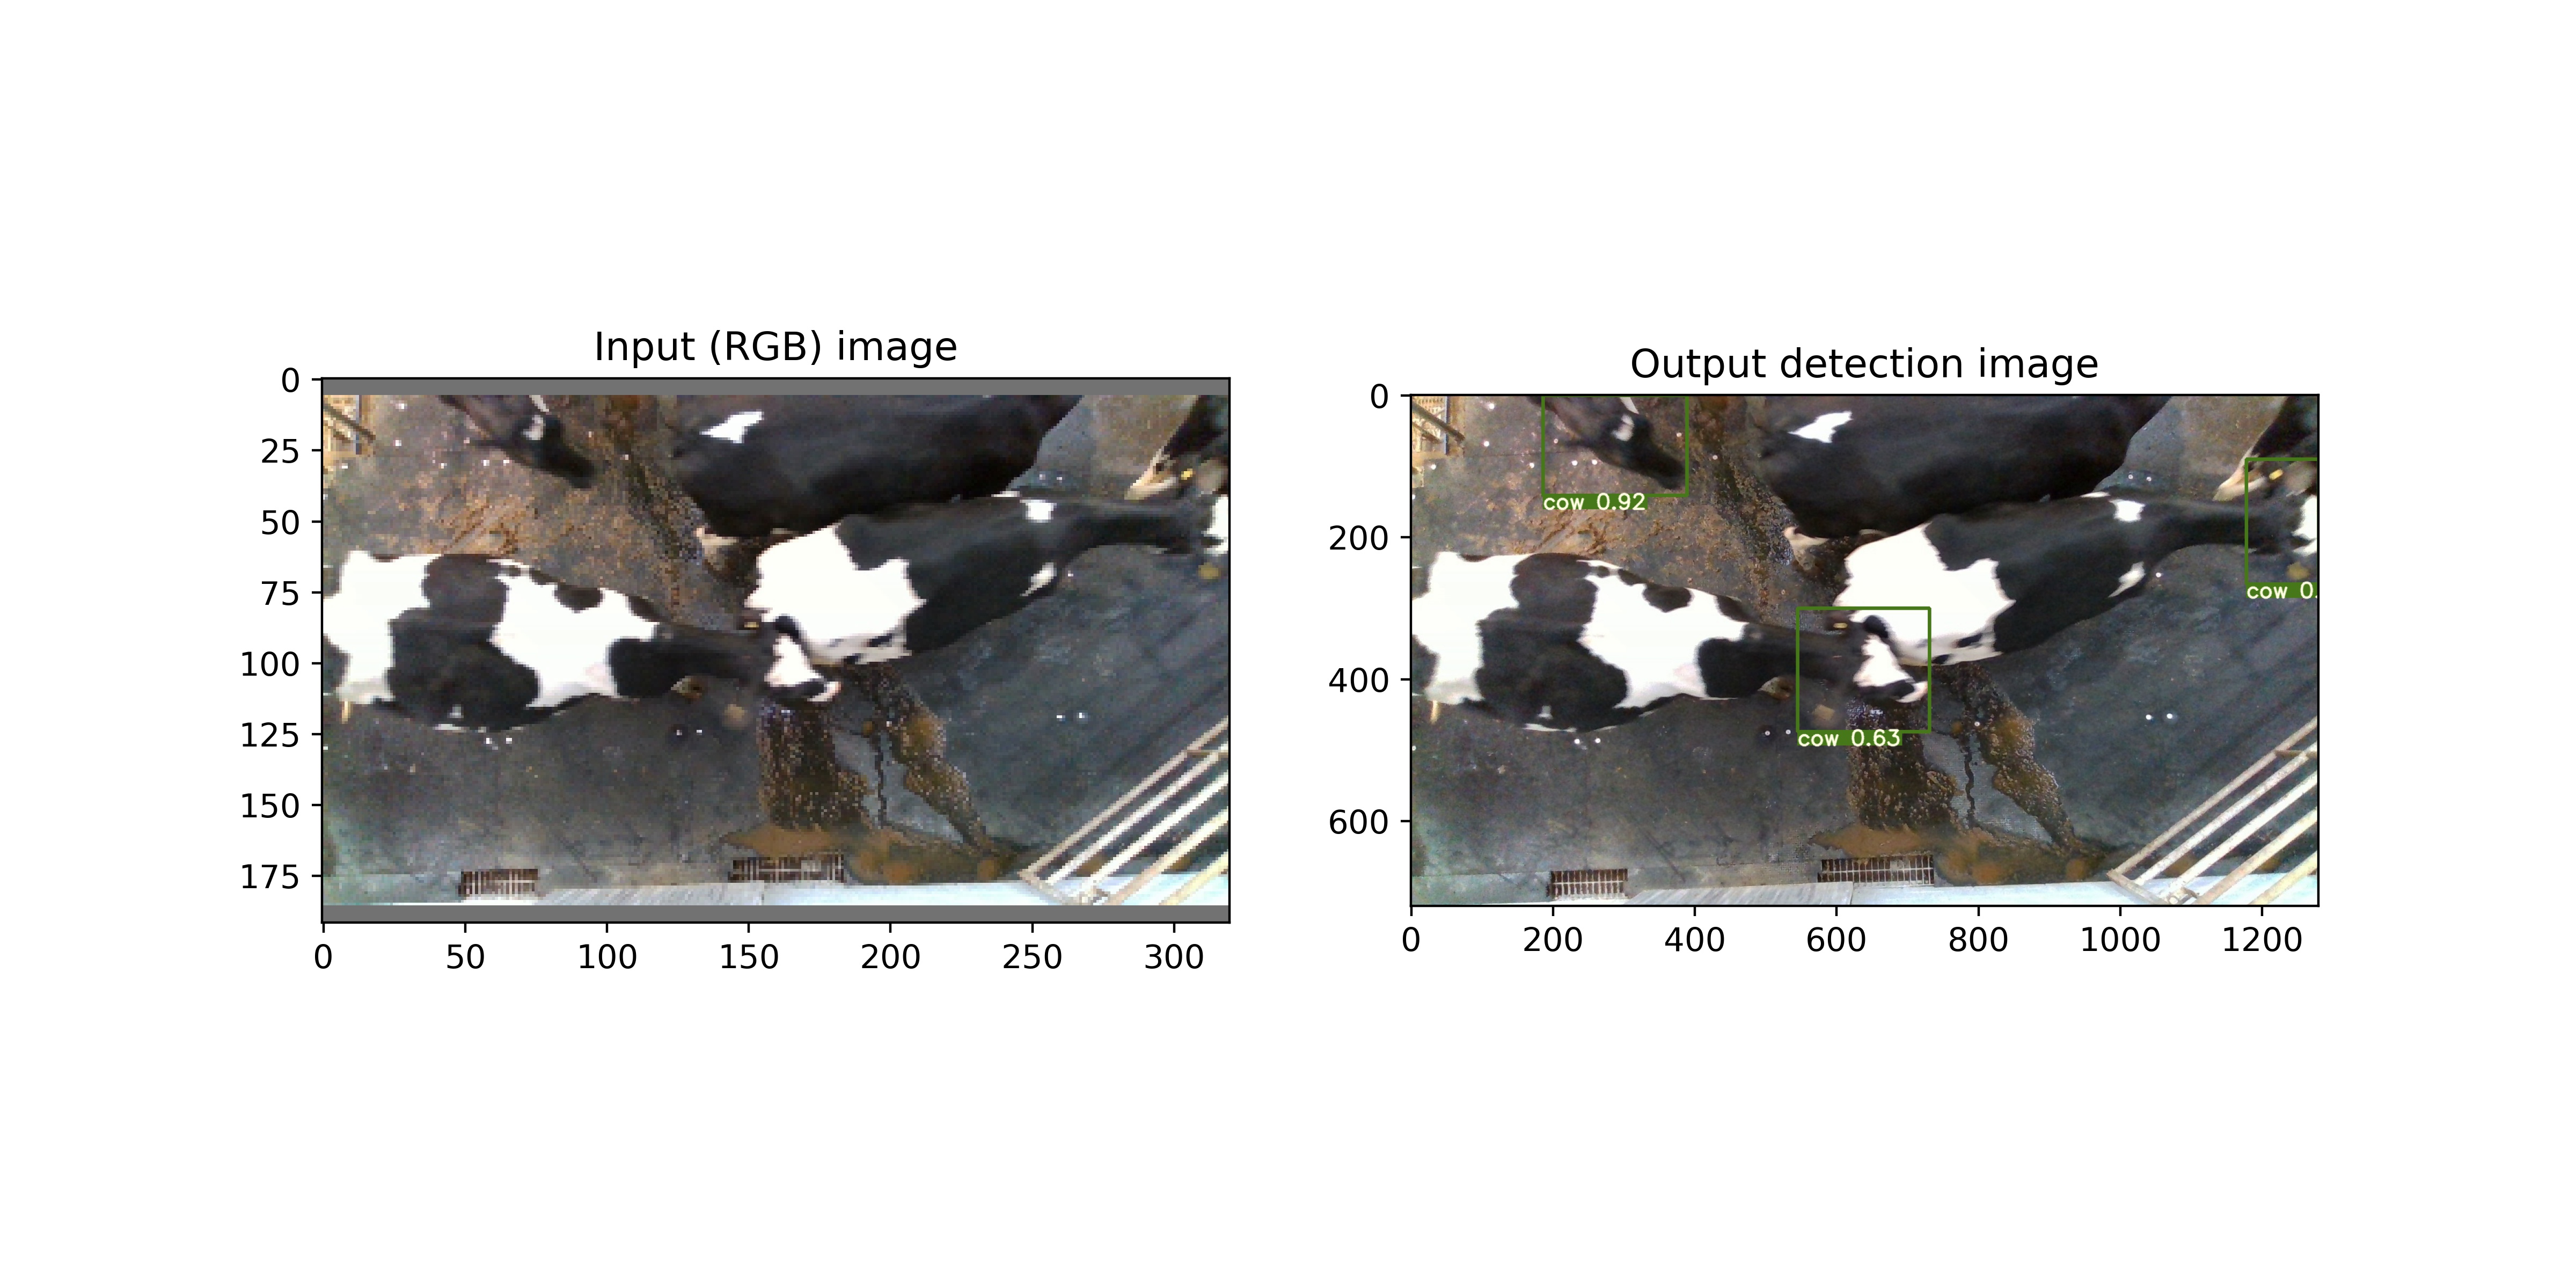 Input (RGB) image
0
25
50
75
100
125
150
175
0 50 100 150 200 250 300
Output detection image
0
200
400
600
0 200 400 600 800 1000 1200
cow 0.92
cow 0.
cow 0.63